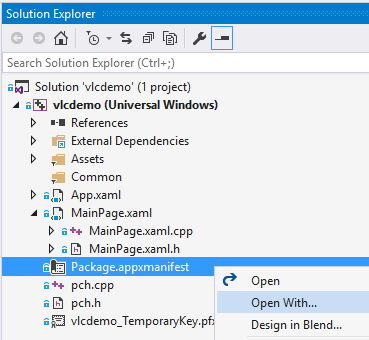 Solution Explorer
Search Solution Explorer (Ctrl+;)
Solution 'vlcdemo' (1 project)
vlcdemo (Universal Windows)
References
External Dependencies
Assets
Common
App.xaml
MainPage.xaml
MainPage.xaml.cpp
MainPage.xaml.h
Package.appxmanifest
pch.cpp
Open
pch.h
Open With...
vlcdemo_TemporaryKey.pfx
Design in Blend...